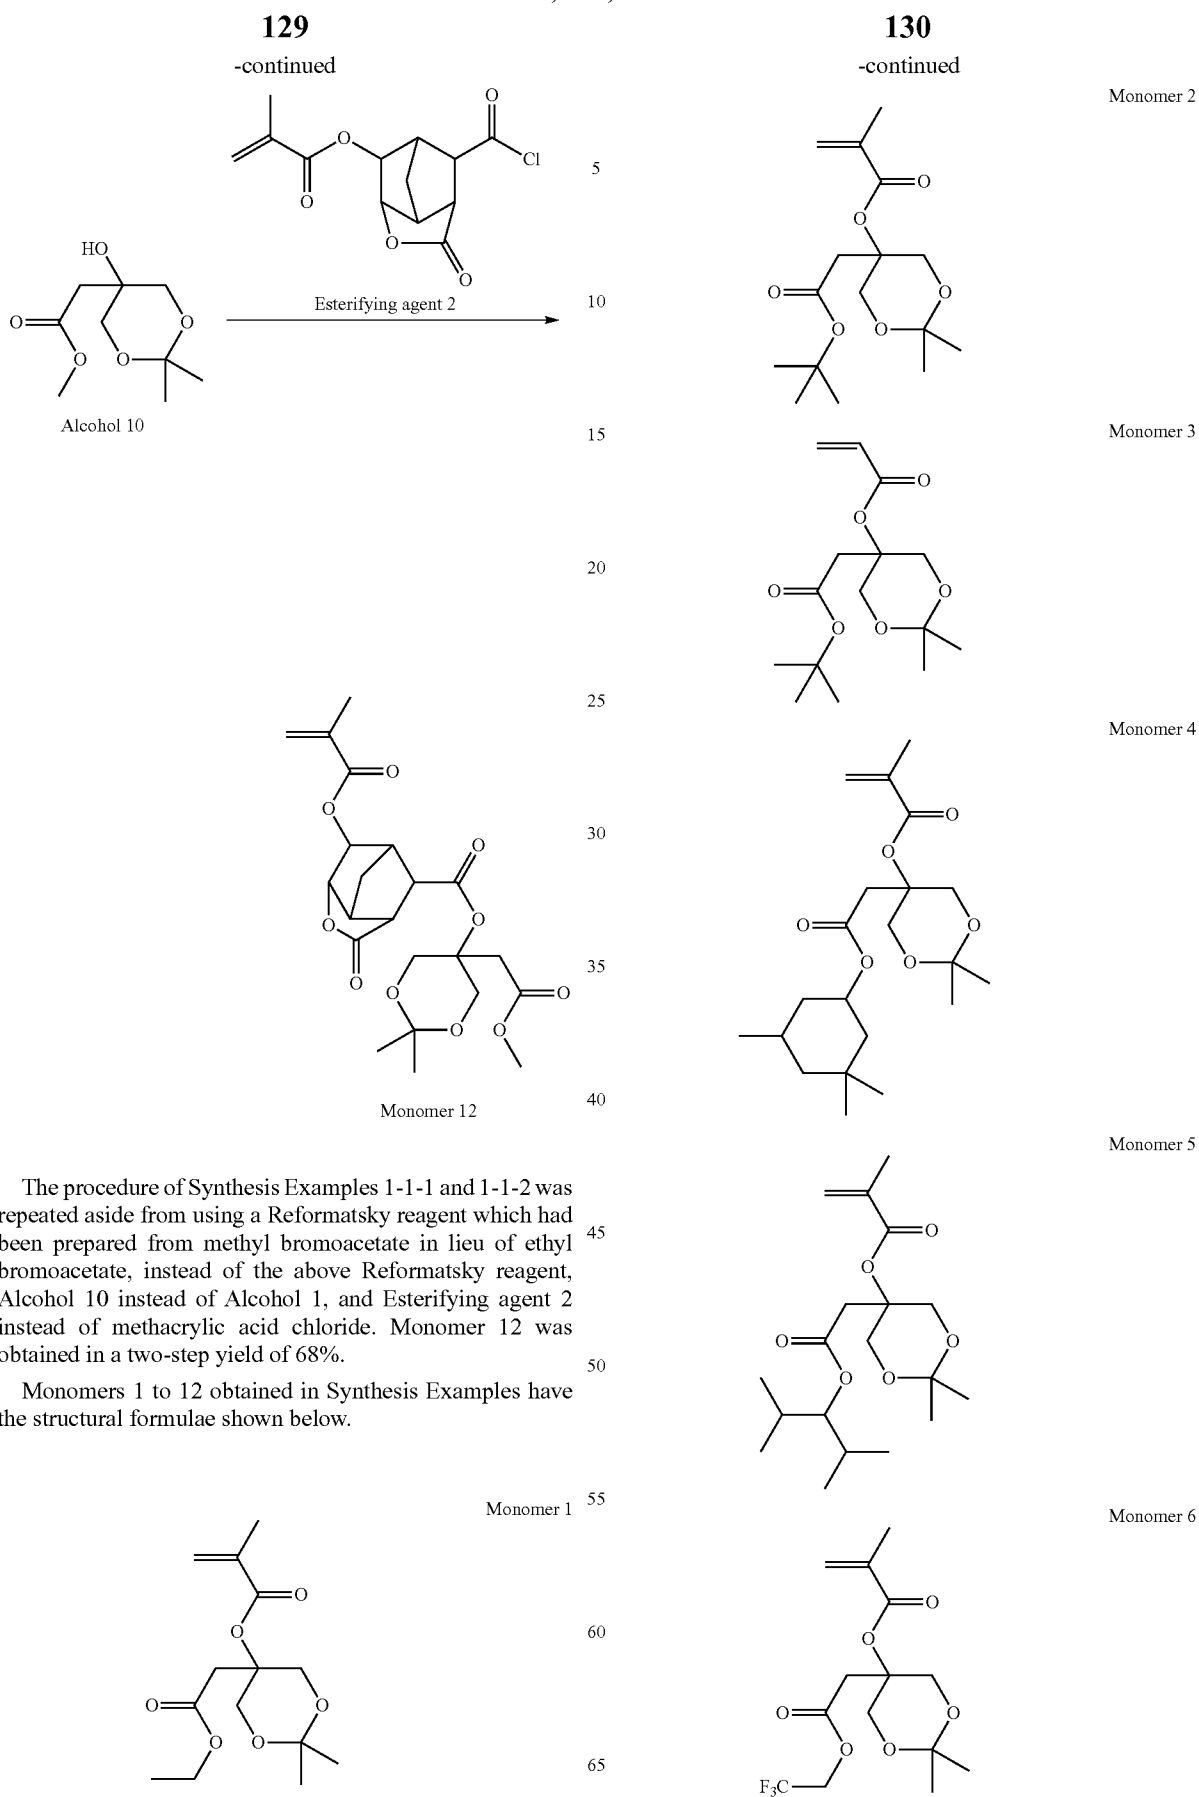 129
-continued
O
O
O
Cl
O
HO
O
O
Esterifying agent 2
O
O
O
O
Alcohol 10
O
O
O
O
O
O
O
O
O
O
O
Monomer 12
The procedure of Synthesis Examples 1-1-1 and 1-1-2 was
repeated aside from using a Reformatsky reagent which had
been prepared from methyl bromoacetate in lieu of ethyl
bromoacetate, instead of the above Reformatsky reagent,
Alcohol 10 instead of Alcohol 1, and Esterifying agent 2
instead of methacrylic acid chloride. Monomer 12 was
obtained in a two-step yield of 68%.
Monomers 1 to 12 obtained in Synthesis Examples have
the structural formulae shown below.
Monomer 1
O
O
O
O
O
O
5
10
15
20
25
30
35
40
45
50
55
60
65
130
-continued
Monomer 2
O
O
O
O
O
O
Monomer 3
O
O
O
O
O
O
Monomer 4
O
O
O
O
O
O
Monomer 5
O
O
O
O
O
O
Monomer 6
O
O
O
O
O
O
F3C